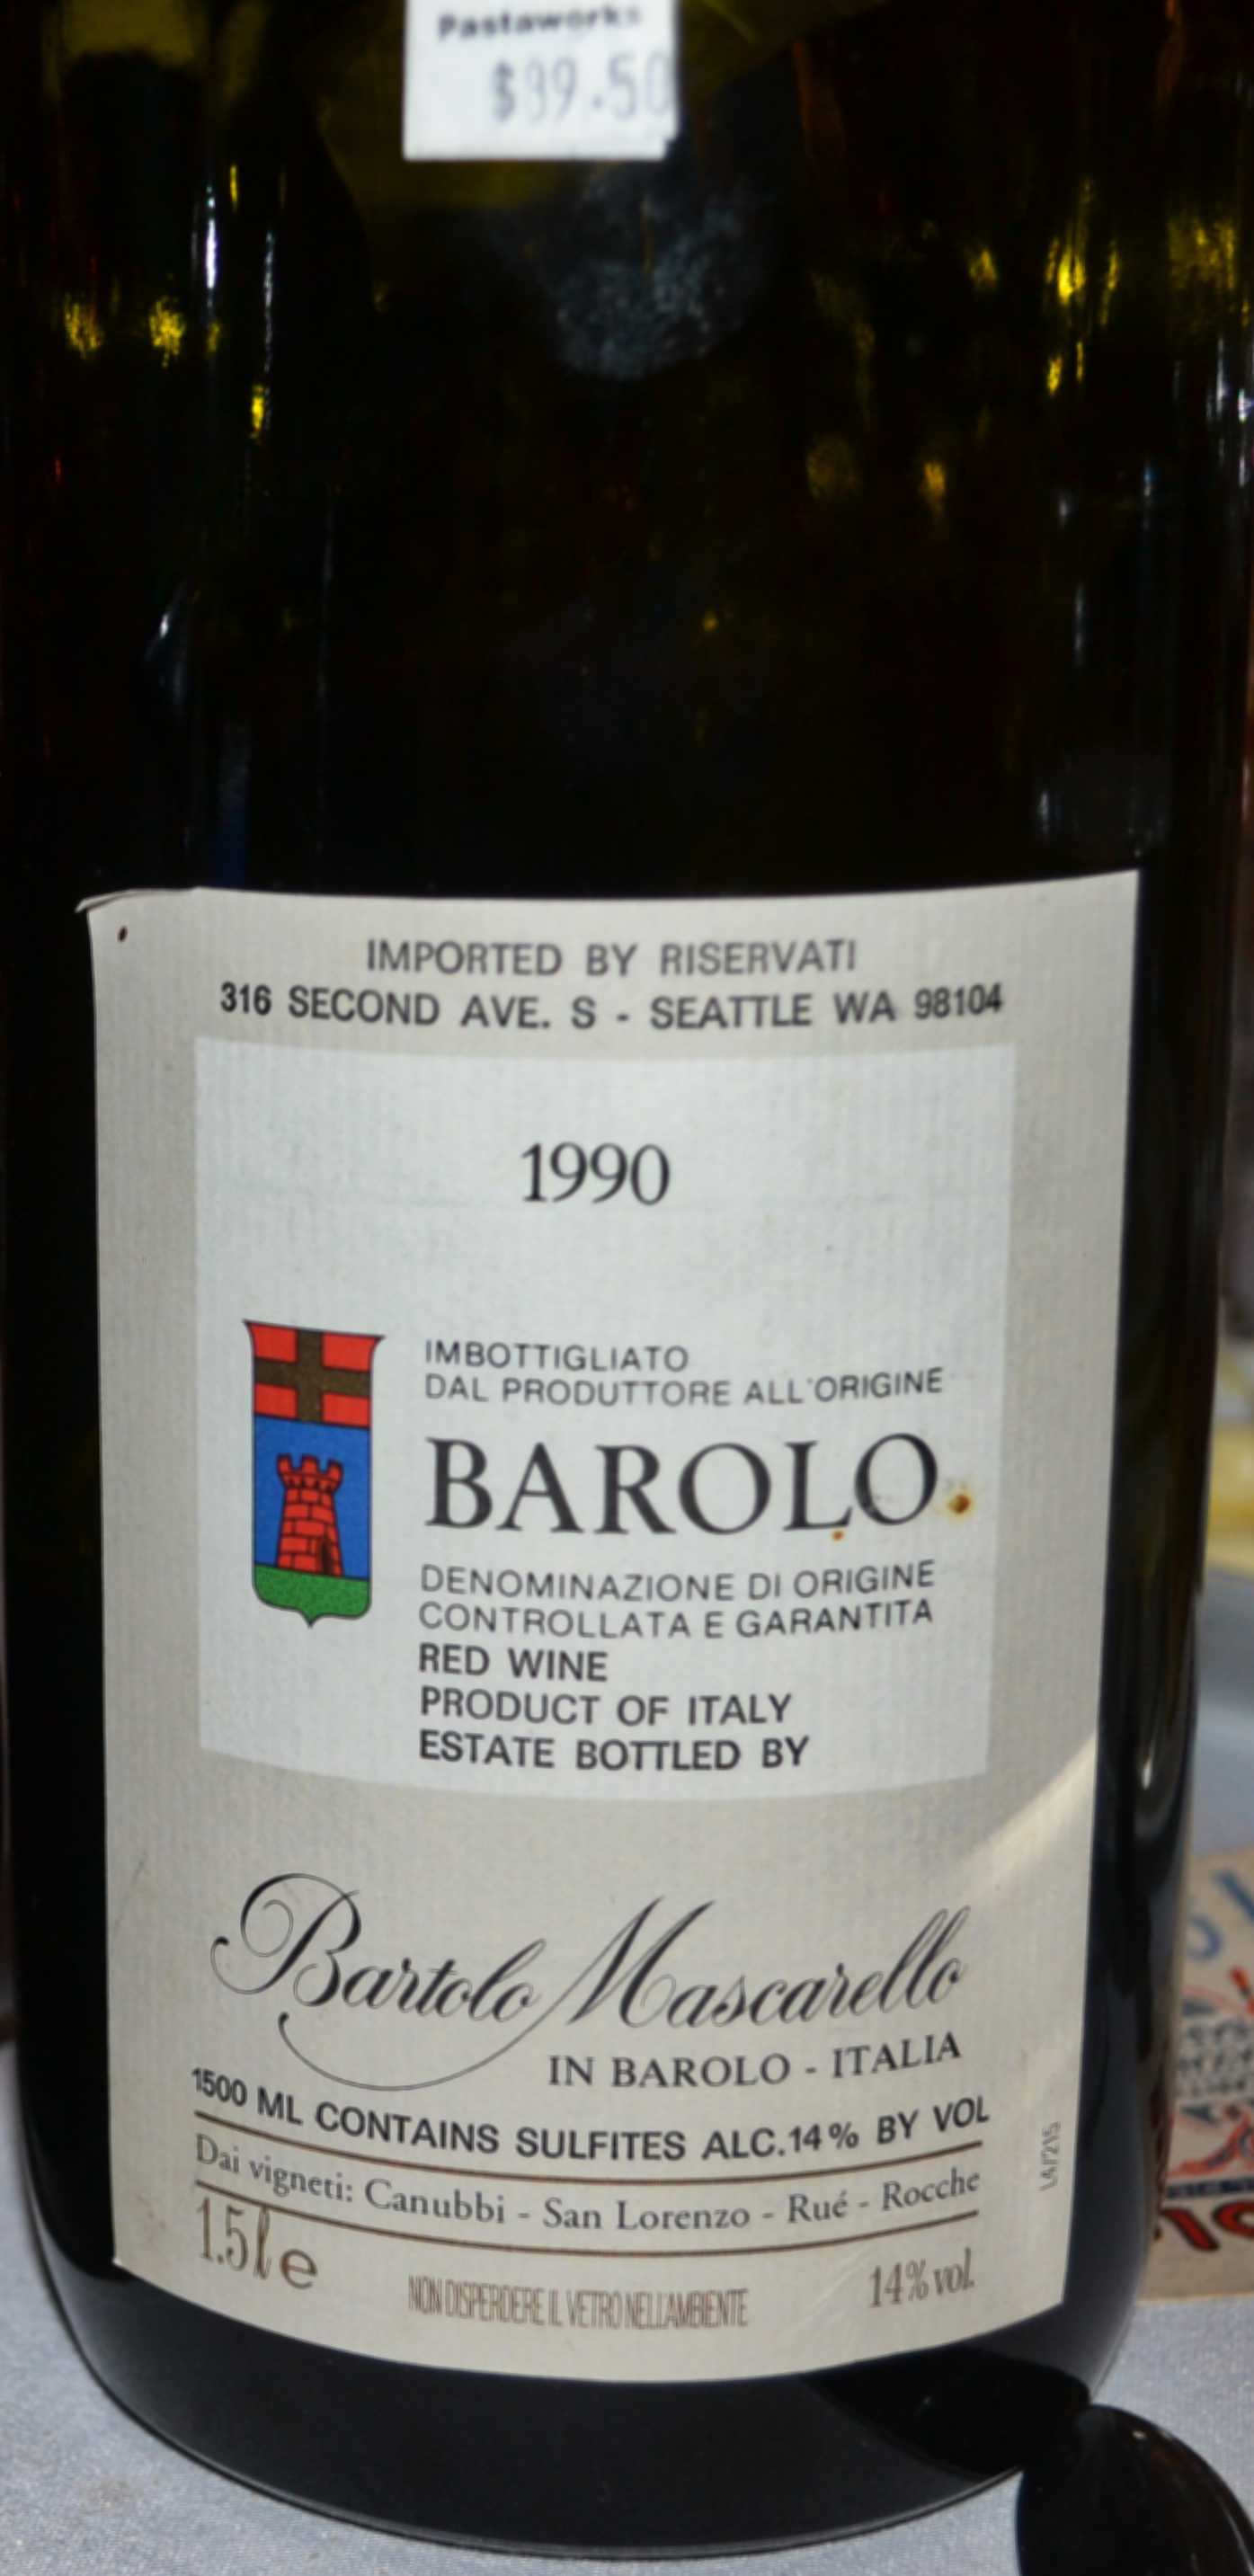 Pastaworks
IMPORTED BY RISERVATI
316 SECOND AVE. S - SEATTLE WA 98104
1990
IMBOTTIGLIATO
DAL PRODUTTORE ALL'ORIGINE
BAROLO
DENOMINAZIONE DI ORIGINE
CONTROLLATA E GARANTITA
RED WINE
PRODUCT OF ITALY
ESTATE BOTTLED BY
Bartolo Mascarello
IN BAROLO - ITALIA
1500 ML CONTAINS SULFITES ALC.14% BY VOL
Dai vigneti: Canubbi - San Lorenzo - Rué - Rocche
1.5 l e
NON DISPERDERE IL VETRO NELL'AMBIENTE
14% vol.
L4/215